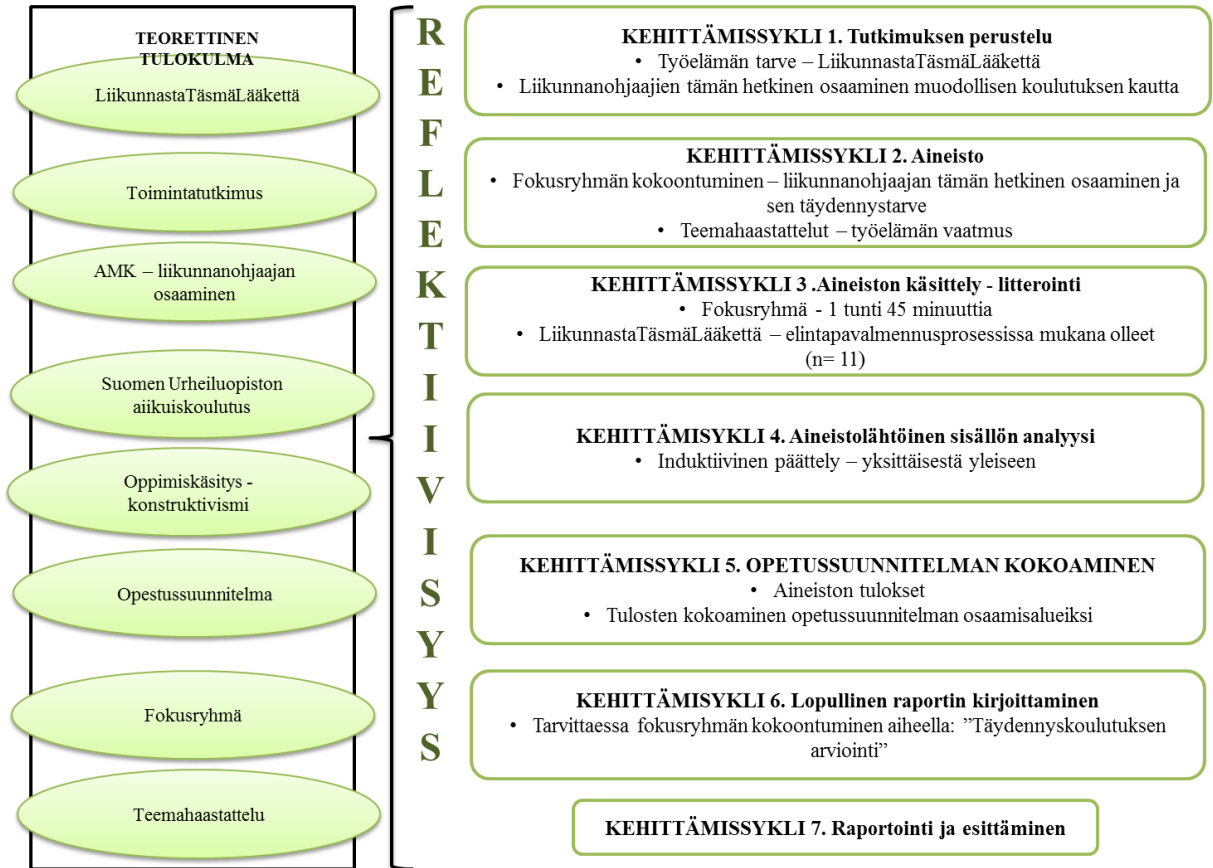 TEORETTINEN
TULOKULMA
LiikunnastaTäsmäLääkettä
Toimintatutkimus
AMK – liikunnanohjaajan
osaaminen
Suomen Urheiluopiston
aiikuiskoulutus
Oppimiskäsitys -
konstruktivismi
Opestussuunnitelma
Fokusryhmä
Teemahaastattelu
R
E
F
L
E
K
T
I
I
V
I
S
Y
Y
S
KEHITTÄMISSYKLI 1. Tutkimuksen perustelu
• Työelämän tarve – LiikunnastaTäsmäLääkettä
• Liikunnanohjaajien tämän hetkinen osaaminen muodollisen koulutuksen kautta
KEHITTÄMISSYKLI 2. Aineisto
• Fokusryhmän kokoontuminen – liikunnanohjaajan tämän hetkinen osaaminen ja
sen täydennystarve
• Teemahaastattelut – työelämän vaatmus
KEHITTÄMISSYKLI 3 .Aineiston käsittely - litterointi
• Fokusryhmä - 1 tunti 45 minuuttia
• LiikunnastaTäsmäLääkettä – elintapavalmennusprosessissa mukana olleet
(n= 11)
KEHITTÄMISYKLI 4. Aineistolähtöinen sisällön analyysi
• Induktiivinen päättely – yksittäisestä yleiseen
KEHITTÄMISSYKLI 5. OPETUSSUUNNITELMAN KOKOAMINEN
• Aineiston tulokset
• Tulosten kokoaminen opetussuunnitelman osaamisalueiksi
KEHITTÄMISYKLI 6. Lopullinen raportin kirjoittaminen
• Tarvittaessa fokusryhmän kokoontuminen aiheella: ”Täydennyskoulutuksen
arviointi”
KEHITTÄMISSYKLI 7. Raportointi ja esittäminen